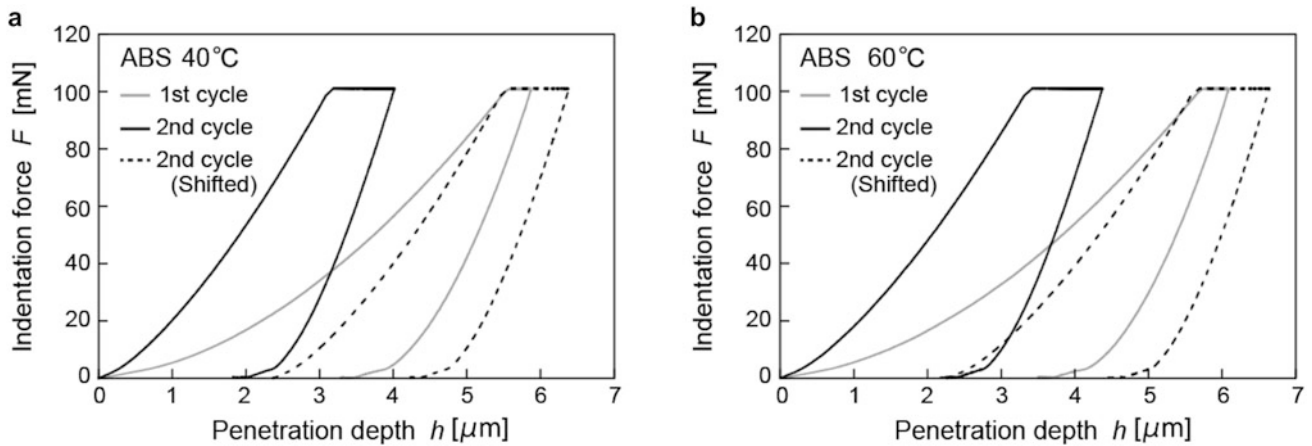 a
120
100
80
60
40
20
0
Indentation force F [mN]
ABS 40°C
1st cycle
2nd cycle
2nd cycle
(Shifted)
0 1 2 3 4 5 6 7
Penetration depth h [μm]
b
120
100
80
60
40
20
0
Indentation force F [mN]
ABS 60°C
1st cycle
2nd cycle
2nd cycle
(Shifted)
0 1 2 3 4 5 6 7
Penetration depth h [μm]